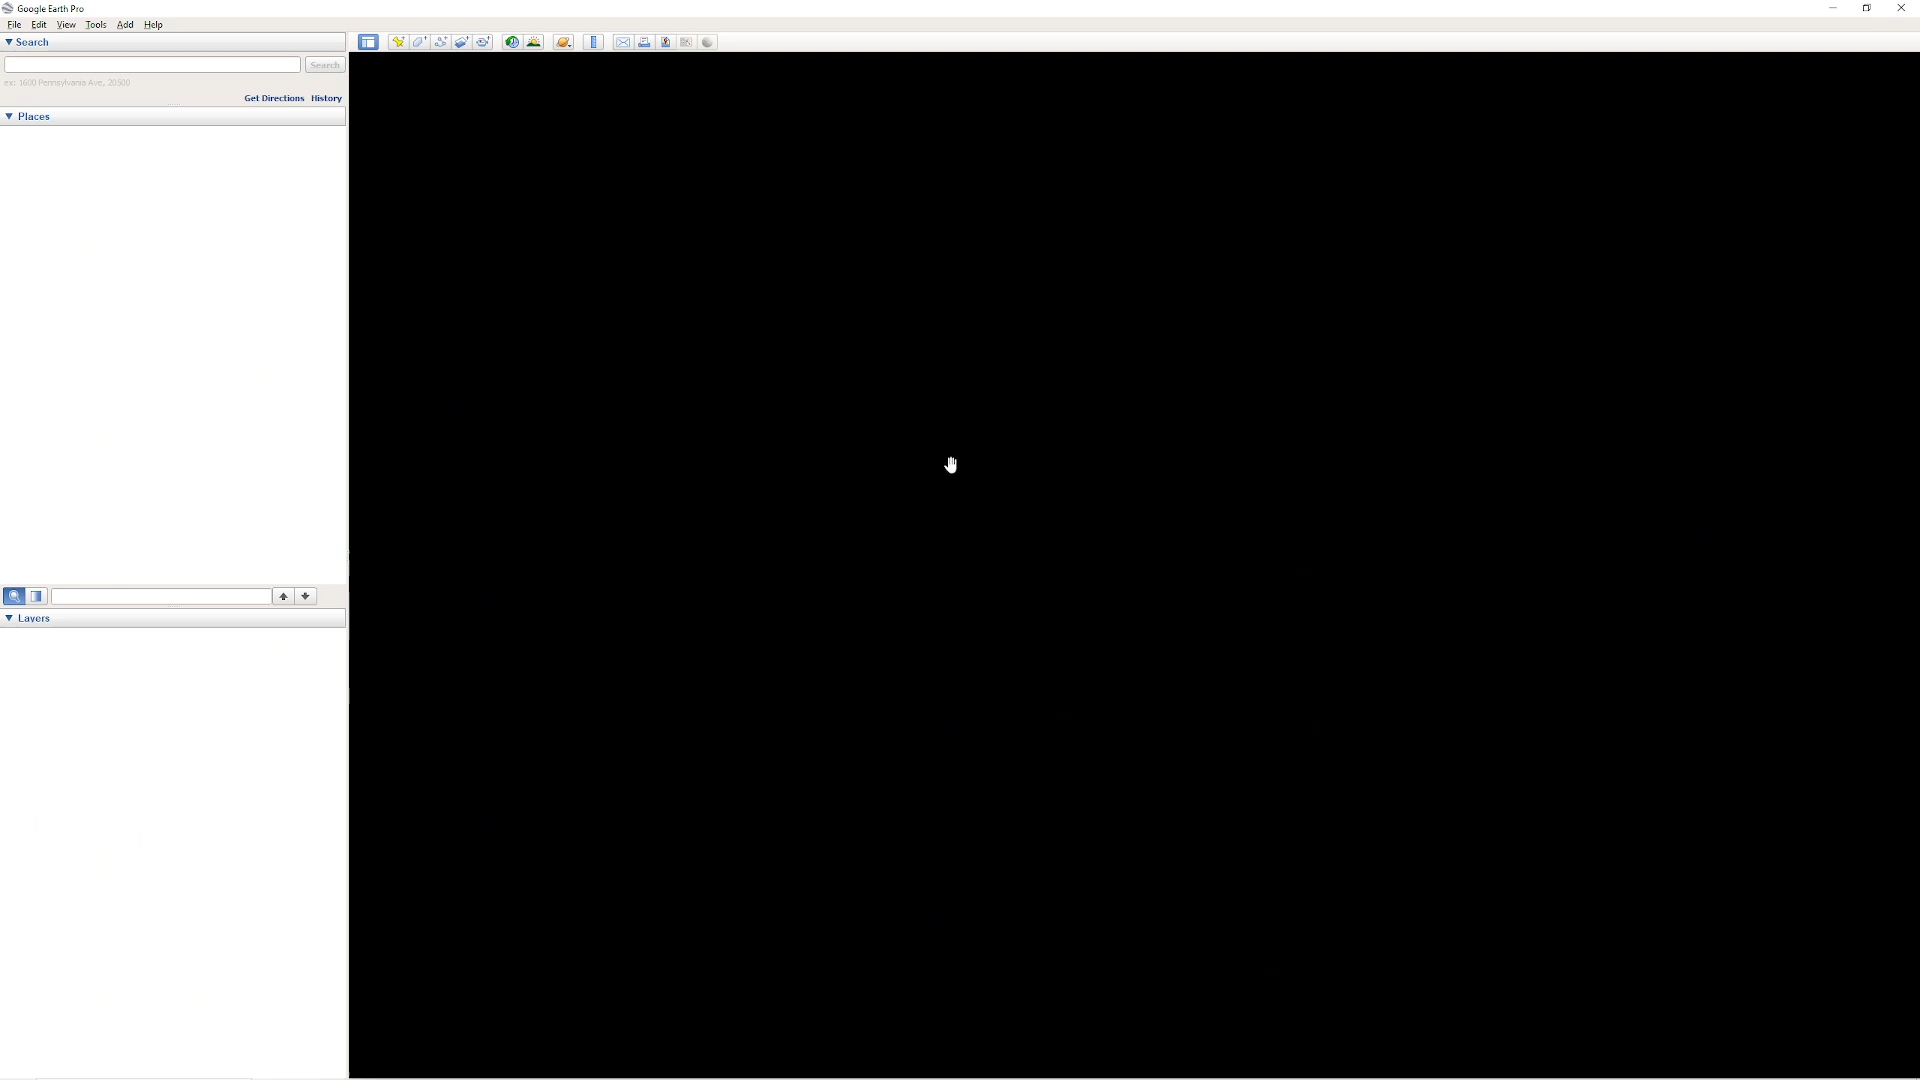 Google Earth Pro
File Edit View Tools Add Help
Search
Search
ex: 1600 Pennsylvania Ave, 20500
Get Directions History
Places
Layers